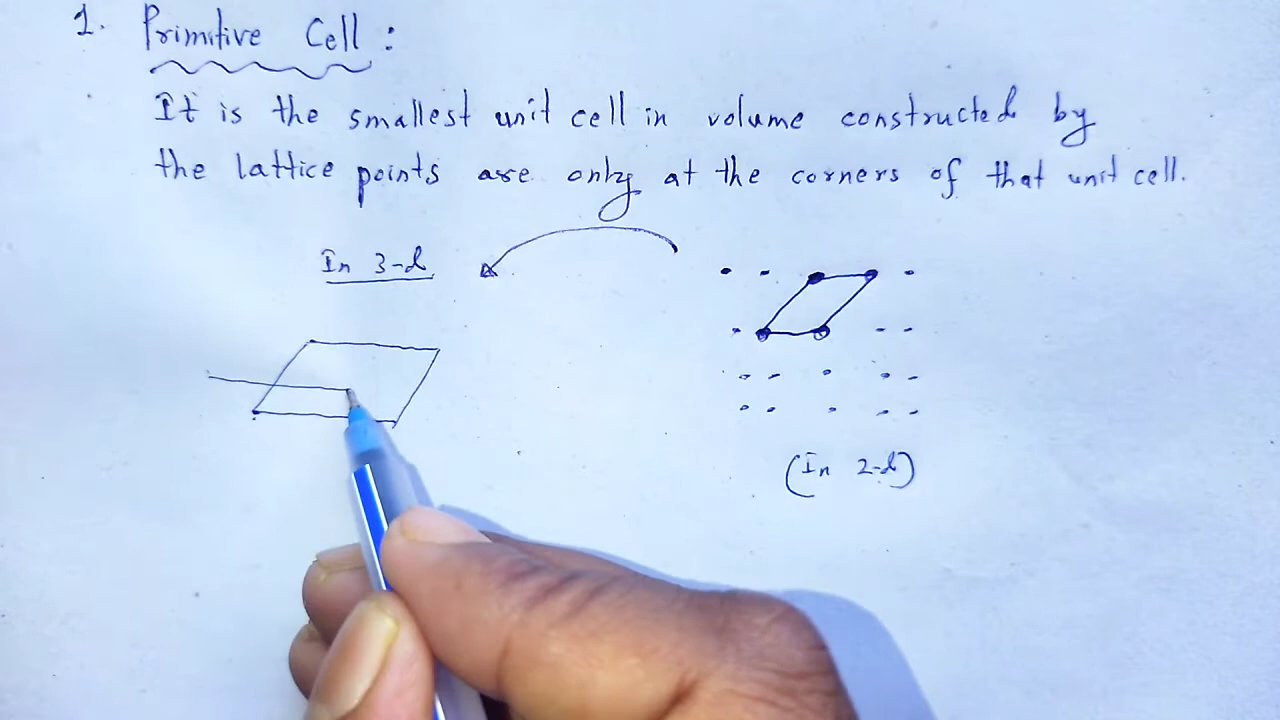 1. Primitive Cell :
It is the smallest unit cell in volume constructed by
the lattice points are only at the corners of that unit cell.
In 3-d
(In 2-d)